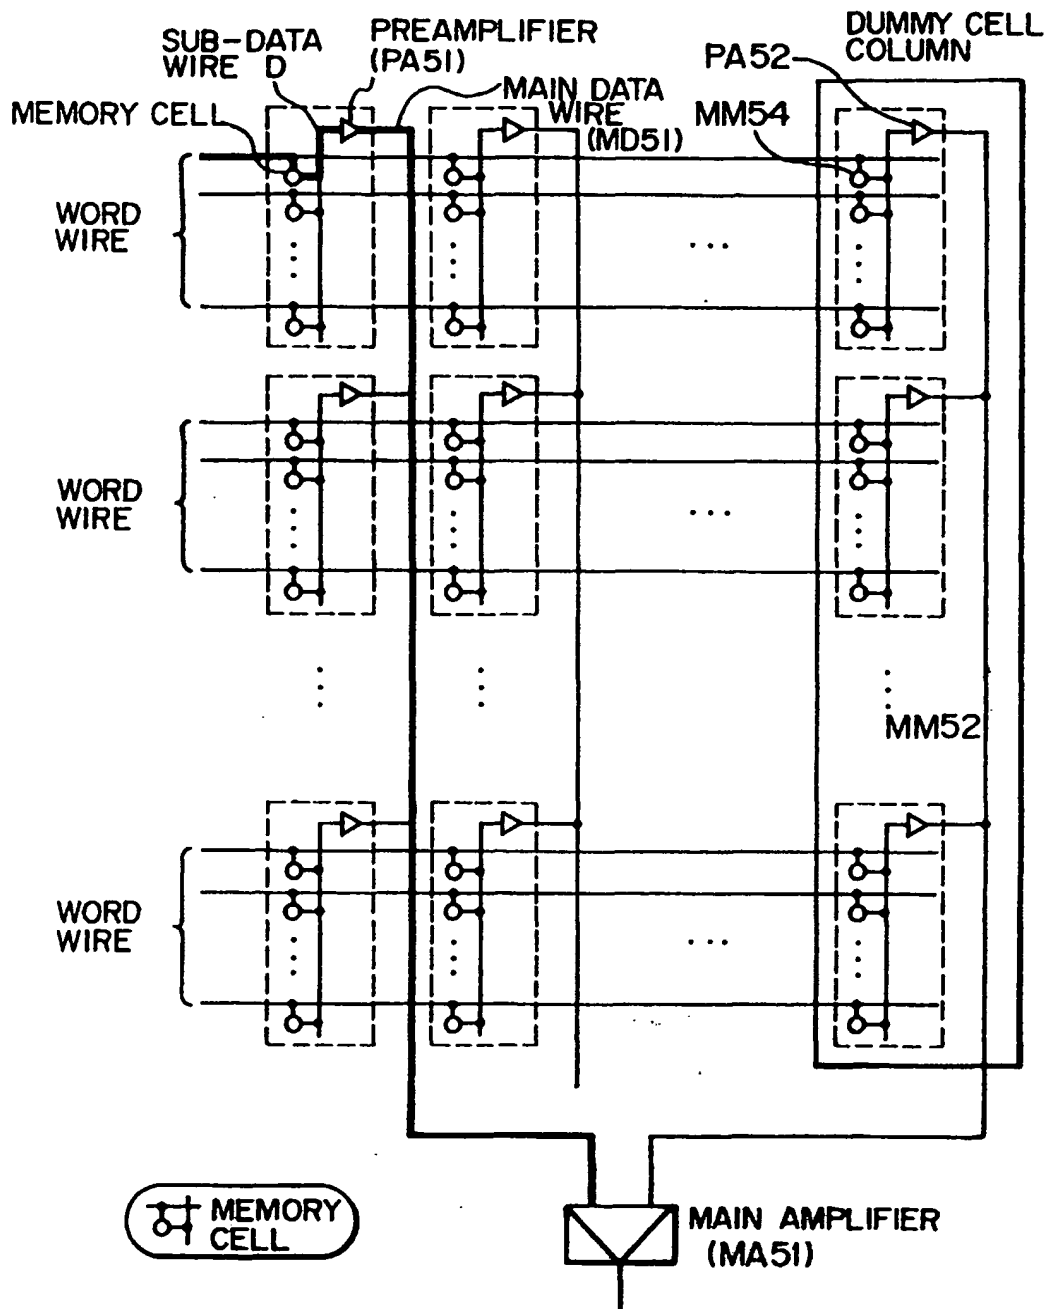 SUB-DATA
WIRE D
PREAMPLIFIER
(PA51)
DUMMY CELL
COLUMN
PA52
MAIN DATA
WIRE
(MD51)
MEMORY CELL
MM54
WORD
WIRE
WORD
WIRE
MM52
WORD
WIRE
MEMORY
CELL
MAIN AMPLIFIER
(MA51)